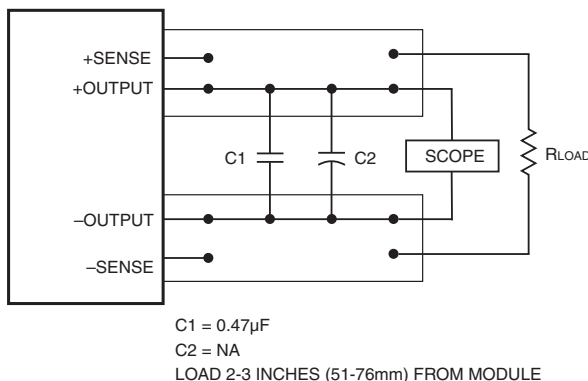 +SENSE
+OUTPUT
C1
C2
SCOPE
RLOAD
–OUTPUT
–SENSE
C1 = 0.47µF
C2 = NA
LOAD 2-3 INCHES (51-76mm) FROM MODULE